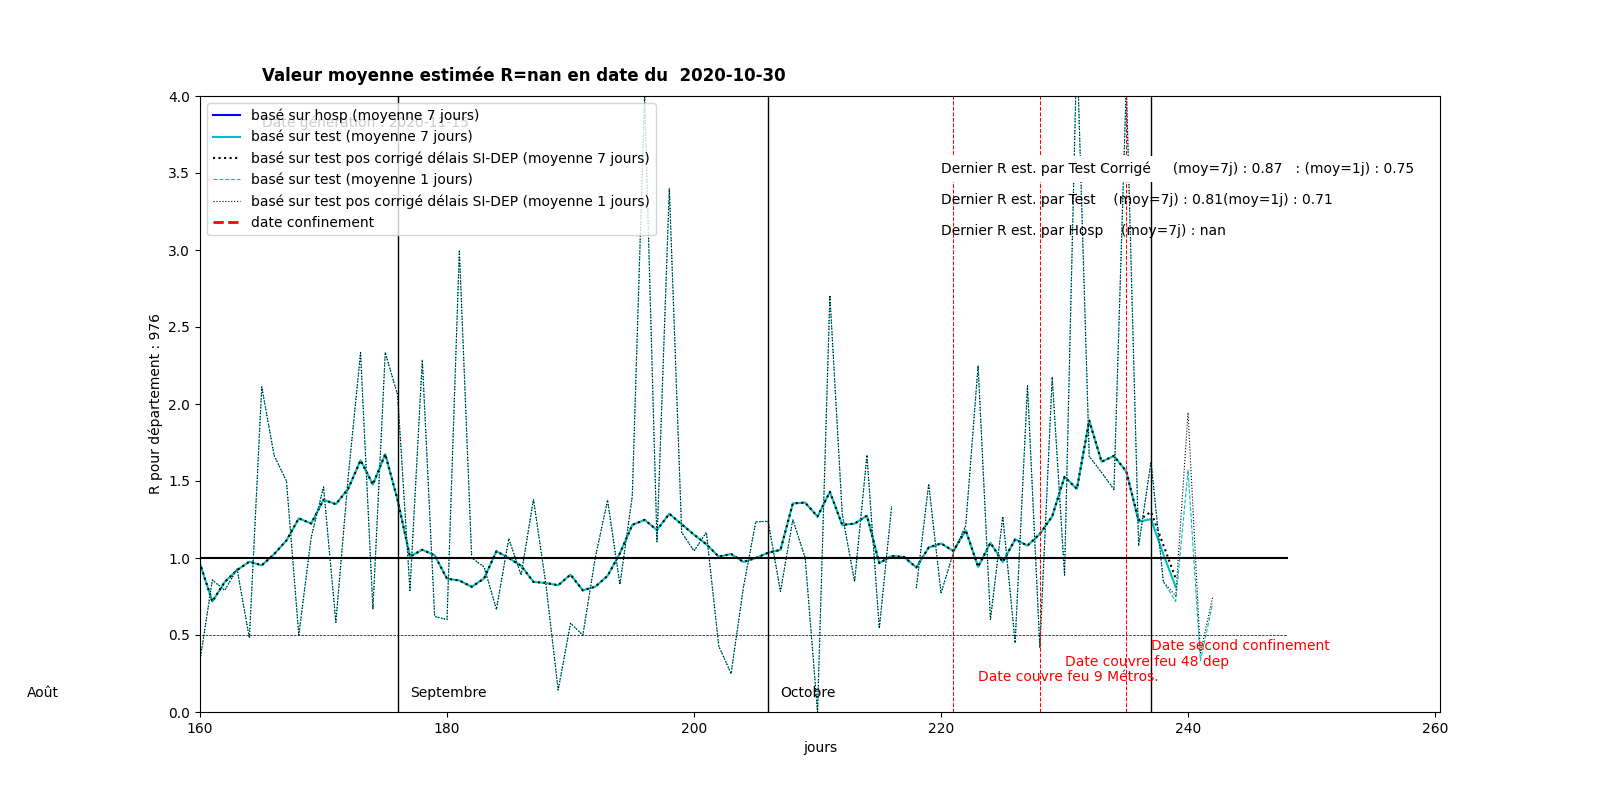 Valeur moyenne estimée R=nan en date du  2020-10-30
Date génération : 2020-11-15
basé sur hosp (moyenne 7 jours)
basé sur test (moyenne 7 jours)
basé sur test pos corrigé délais SI-DEP (moyenne 7 jours)
basé sur test (moyenne 1 jours)
basé sur test pos corrigé délais SI-DEP (moyenne 1 jours)
date confinement
Dernier R est. par Test Corrigé     (moy=7j) : 0.87   : (moy=1j) : 0.75
Dernier R est. par Test    (moy=7j) : 0.81(moy=1j) : 0.71
Dernier R est. par Hosp    (moy=7j) : nan
4.0
3.5
3.0
2.5
2.0
1.5
1.0
0.5
0.0
R pour département : 976
Date second confinement
Date couvre feu 48 dep
Date couvre feu 9 Métros.
Août
Septembre
Octobre
160
180
200
220
240
260
jours